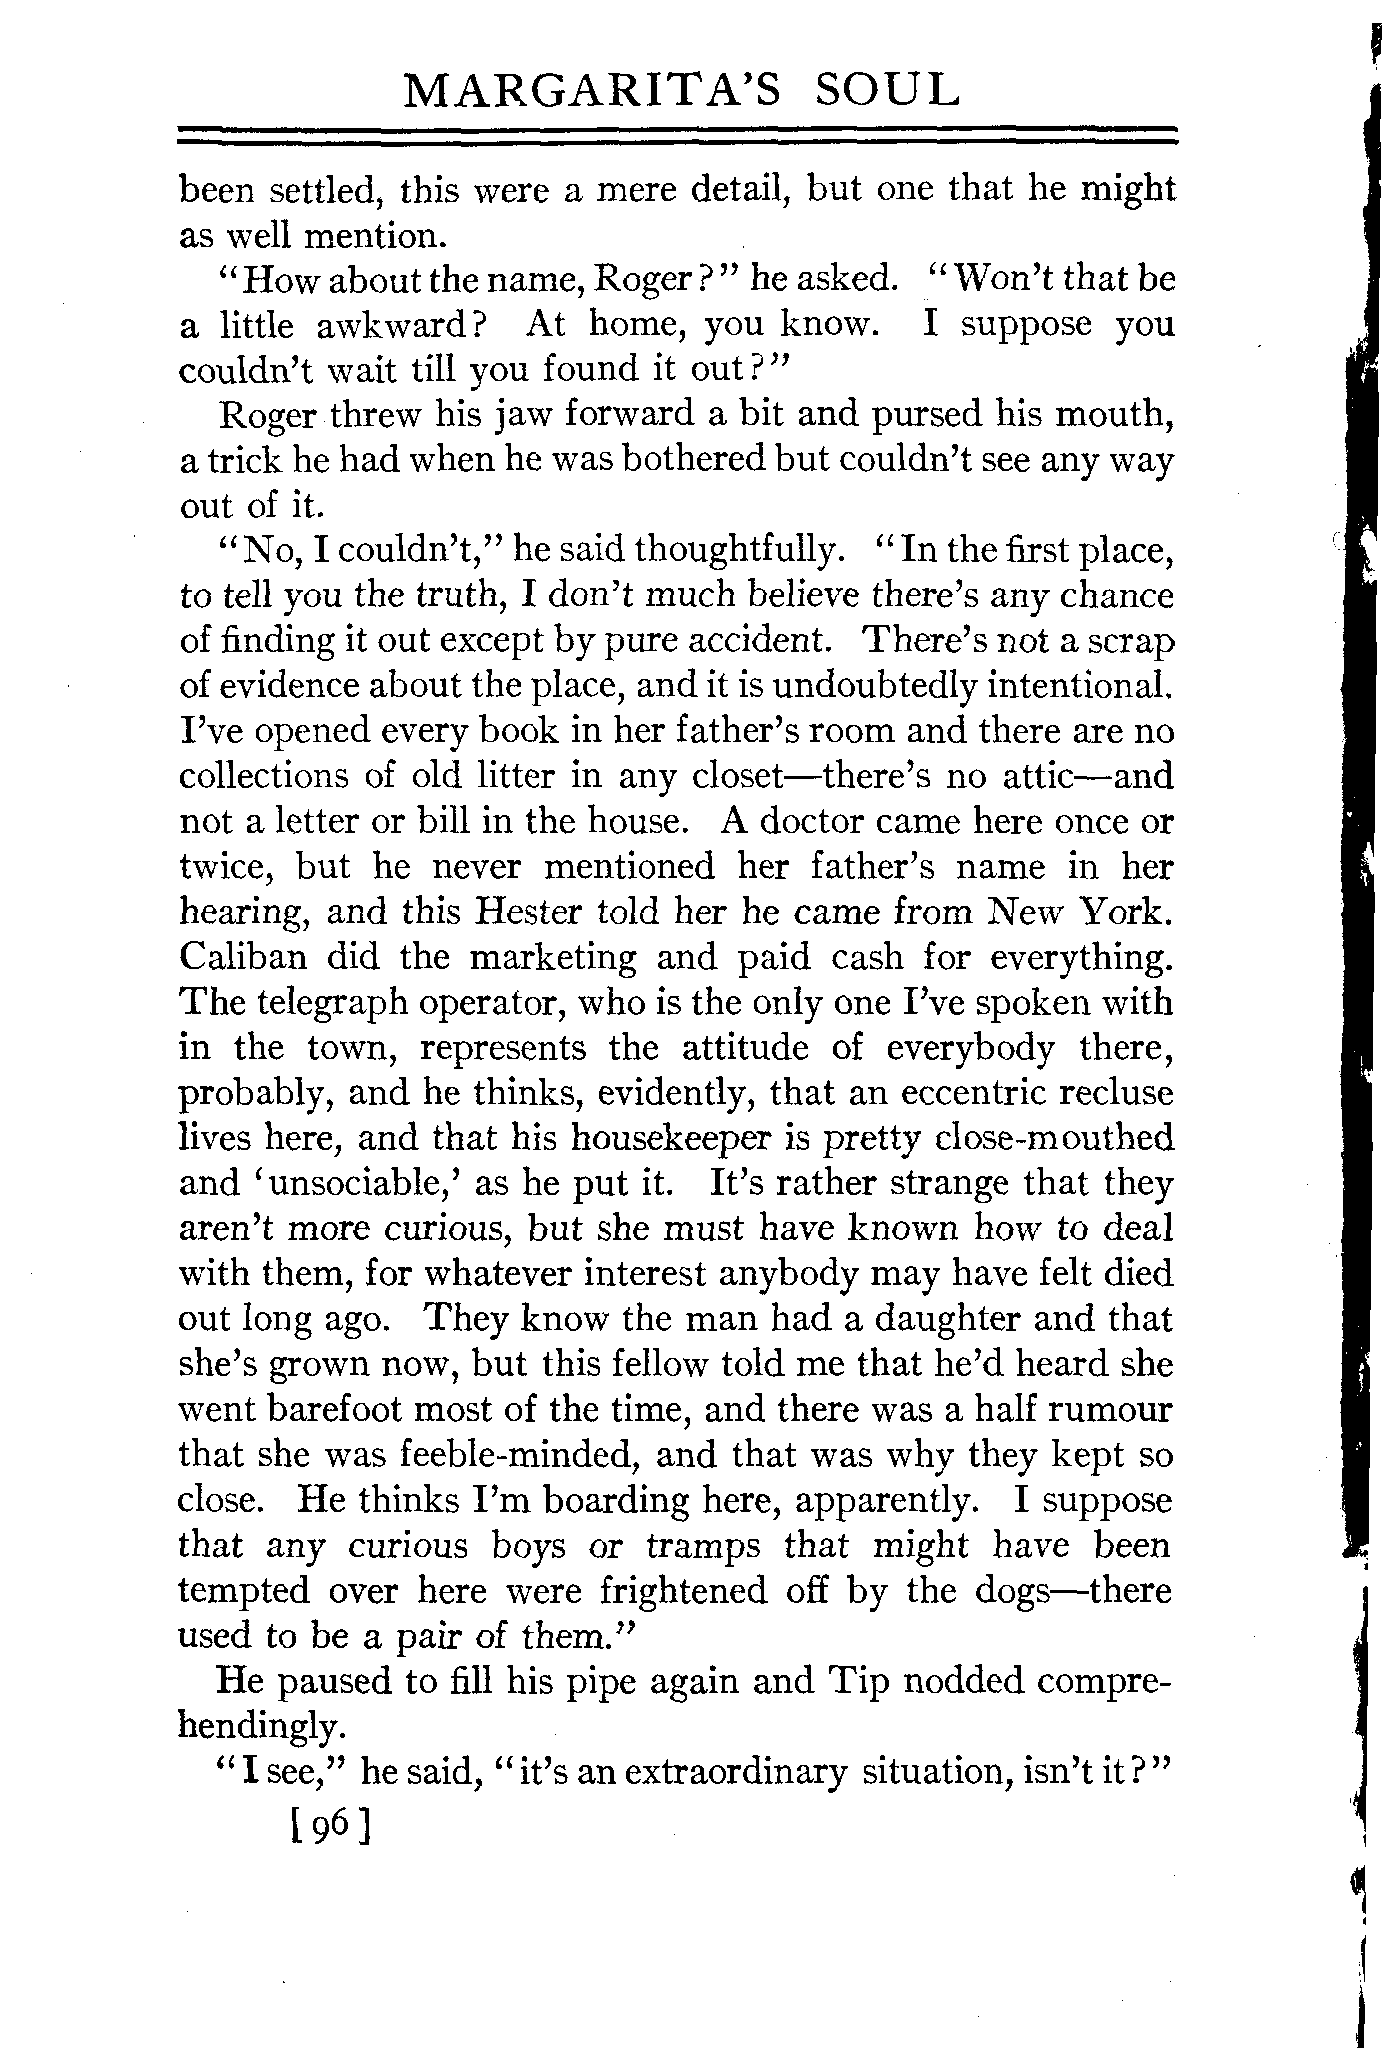 MARGARITA'S SOUL
been settled, this were a mere detail, but one that he might
as well mention.
"How about the name, Roger?" he asked. "Won't that be
a little awkward? At home, you know. I suppose you
couldn't wait till you found it out?"
Roger threw his jaw forward a bit and pursed his mouth,
a trick he had when he was bothered but couldn't see any way
out of it.
"No, I couldn't," he said thoughtfully. "In the first place,
to tell you the truth, I don't much believe there's any chance
of finding it out except by pure accident. There's not a scrap
of evidence about the place, and it is undoubtedly intentional.
I've opened every book in her father's room and there are no
collections of old litter in any closet—there's no attic—and
not a letter or bill in the house. A doctor came here once or
twice, but he never mentioned her father's name in her
hearing, and this Hester told her he came from New York.
Caliban did the marketing and paid cash for everything.
The telegraph operator, who is the only one I've spoken with
in the town, represents the attitude of everybody there,
probably, and he thinks, evidently, that an eccentric recluse
lives here, and that his housekeeper is pretty close-mouthed
and 'unsociable,' as he put it. It's rather strange that they
aren't more curious, but she must have known how to deal
with them, for whatever interest anybody may have felt died
out long ago. They know the man had a daughter and that
she's grown now, but this fellow told me that he'd heard she
went barefoot most of the time, and there was a half rumour
that she was feeble-minded, and that was why they kept so
close. He thinks I'm boarding here, apparently. I suppose
that any curious boys or tramps that might have been
tempted over here were frightened off by the dogs—there
used to be a pair of them."
He paused to fill his pipe again and Tip nodded compre-
hendingly.
"I see," he said, "it's an extraordinary situation, isn't it?"
[96]